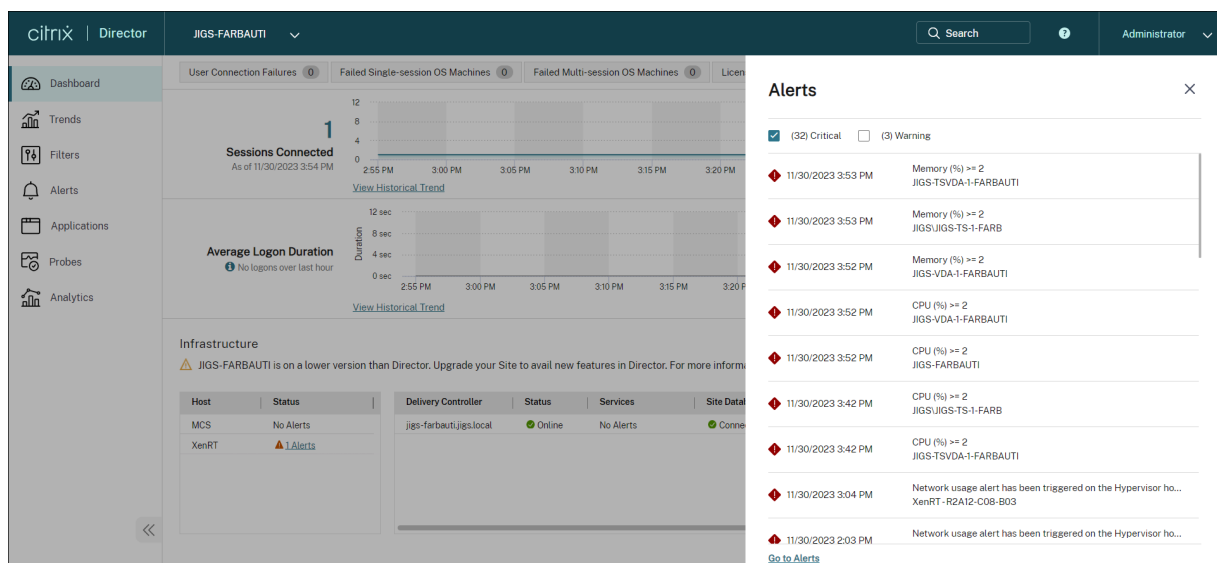 citrix | Director
JIGS-FARBAUTI
Search
Administrator
Dashboard
Trends
Filters
Alerts
Applications
Probes
Analytics
User Connection Failures 0
Failed Single-session OS Machines 0
Failed Multi-session OS Machines 0
1
Sessions Connected
As of 11/30/2023 3:54 PM
12
8
4
0
2:55 PM 3:00 PM 3:05 PM 3:10 PM 3:15 PM 3:20 PM
View Historical Trend
Average Logon Duration
No logons over last hour
Duration
12 sec
8 sec
4 sec
0 sec
2:55 PM 3:00 PM 3:05 PM 3:10 PM 3:15 PM 3:20 P
View Historical Trend
Infrastructure
JIGS-FARBAUTI is on a lower version than Director. Upgrade your Site to avail new features in Director. For more informa
Host Status
MCS No Alerts
XenRT 1 Alerts
Delivery Controller Status Services Site Datab
jigs-farbauti.jigs.local Online No Alerts Conne
Alerts
(32) Critical (3) Warning
11/30/2023 3:53 PM Memory (%) >= 2
JIGS-TSVDA-1-FARBAUTI
11/30/2023 3:53 PM Memory (%) >= 2
JIGS\JIGS-TS-1-FARB
11/30/2023 3:52 PM Memory (%) >= 2
JIGS-VDA-1-FARBAUTI
11/30/2023 3:52 PM CPU (%) >= 2
JIGS-VDA-1-FARBAUTI
11/30/2023 3:52 PM CPU (%) >= 2
JIGS-FARBAUTI
11/30/2023 3:42 PM CPU (%) >= 2
JIGS\JIGS-TS-1-FARB
11/30/2023 3:42 PM CPU (%) >= 2
JIGS-TSVDA-1-FARBAUTI
11/30/2023 3:04 PM Network usage alert has been triggered on the Hypervisor ho...
XenRT-R2A12-C08-B03
11/30/2023 2:03 PM Network usage alert has been triggered on the Hypervisor ho...
Go to Alerts